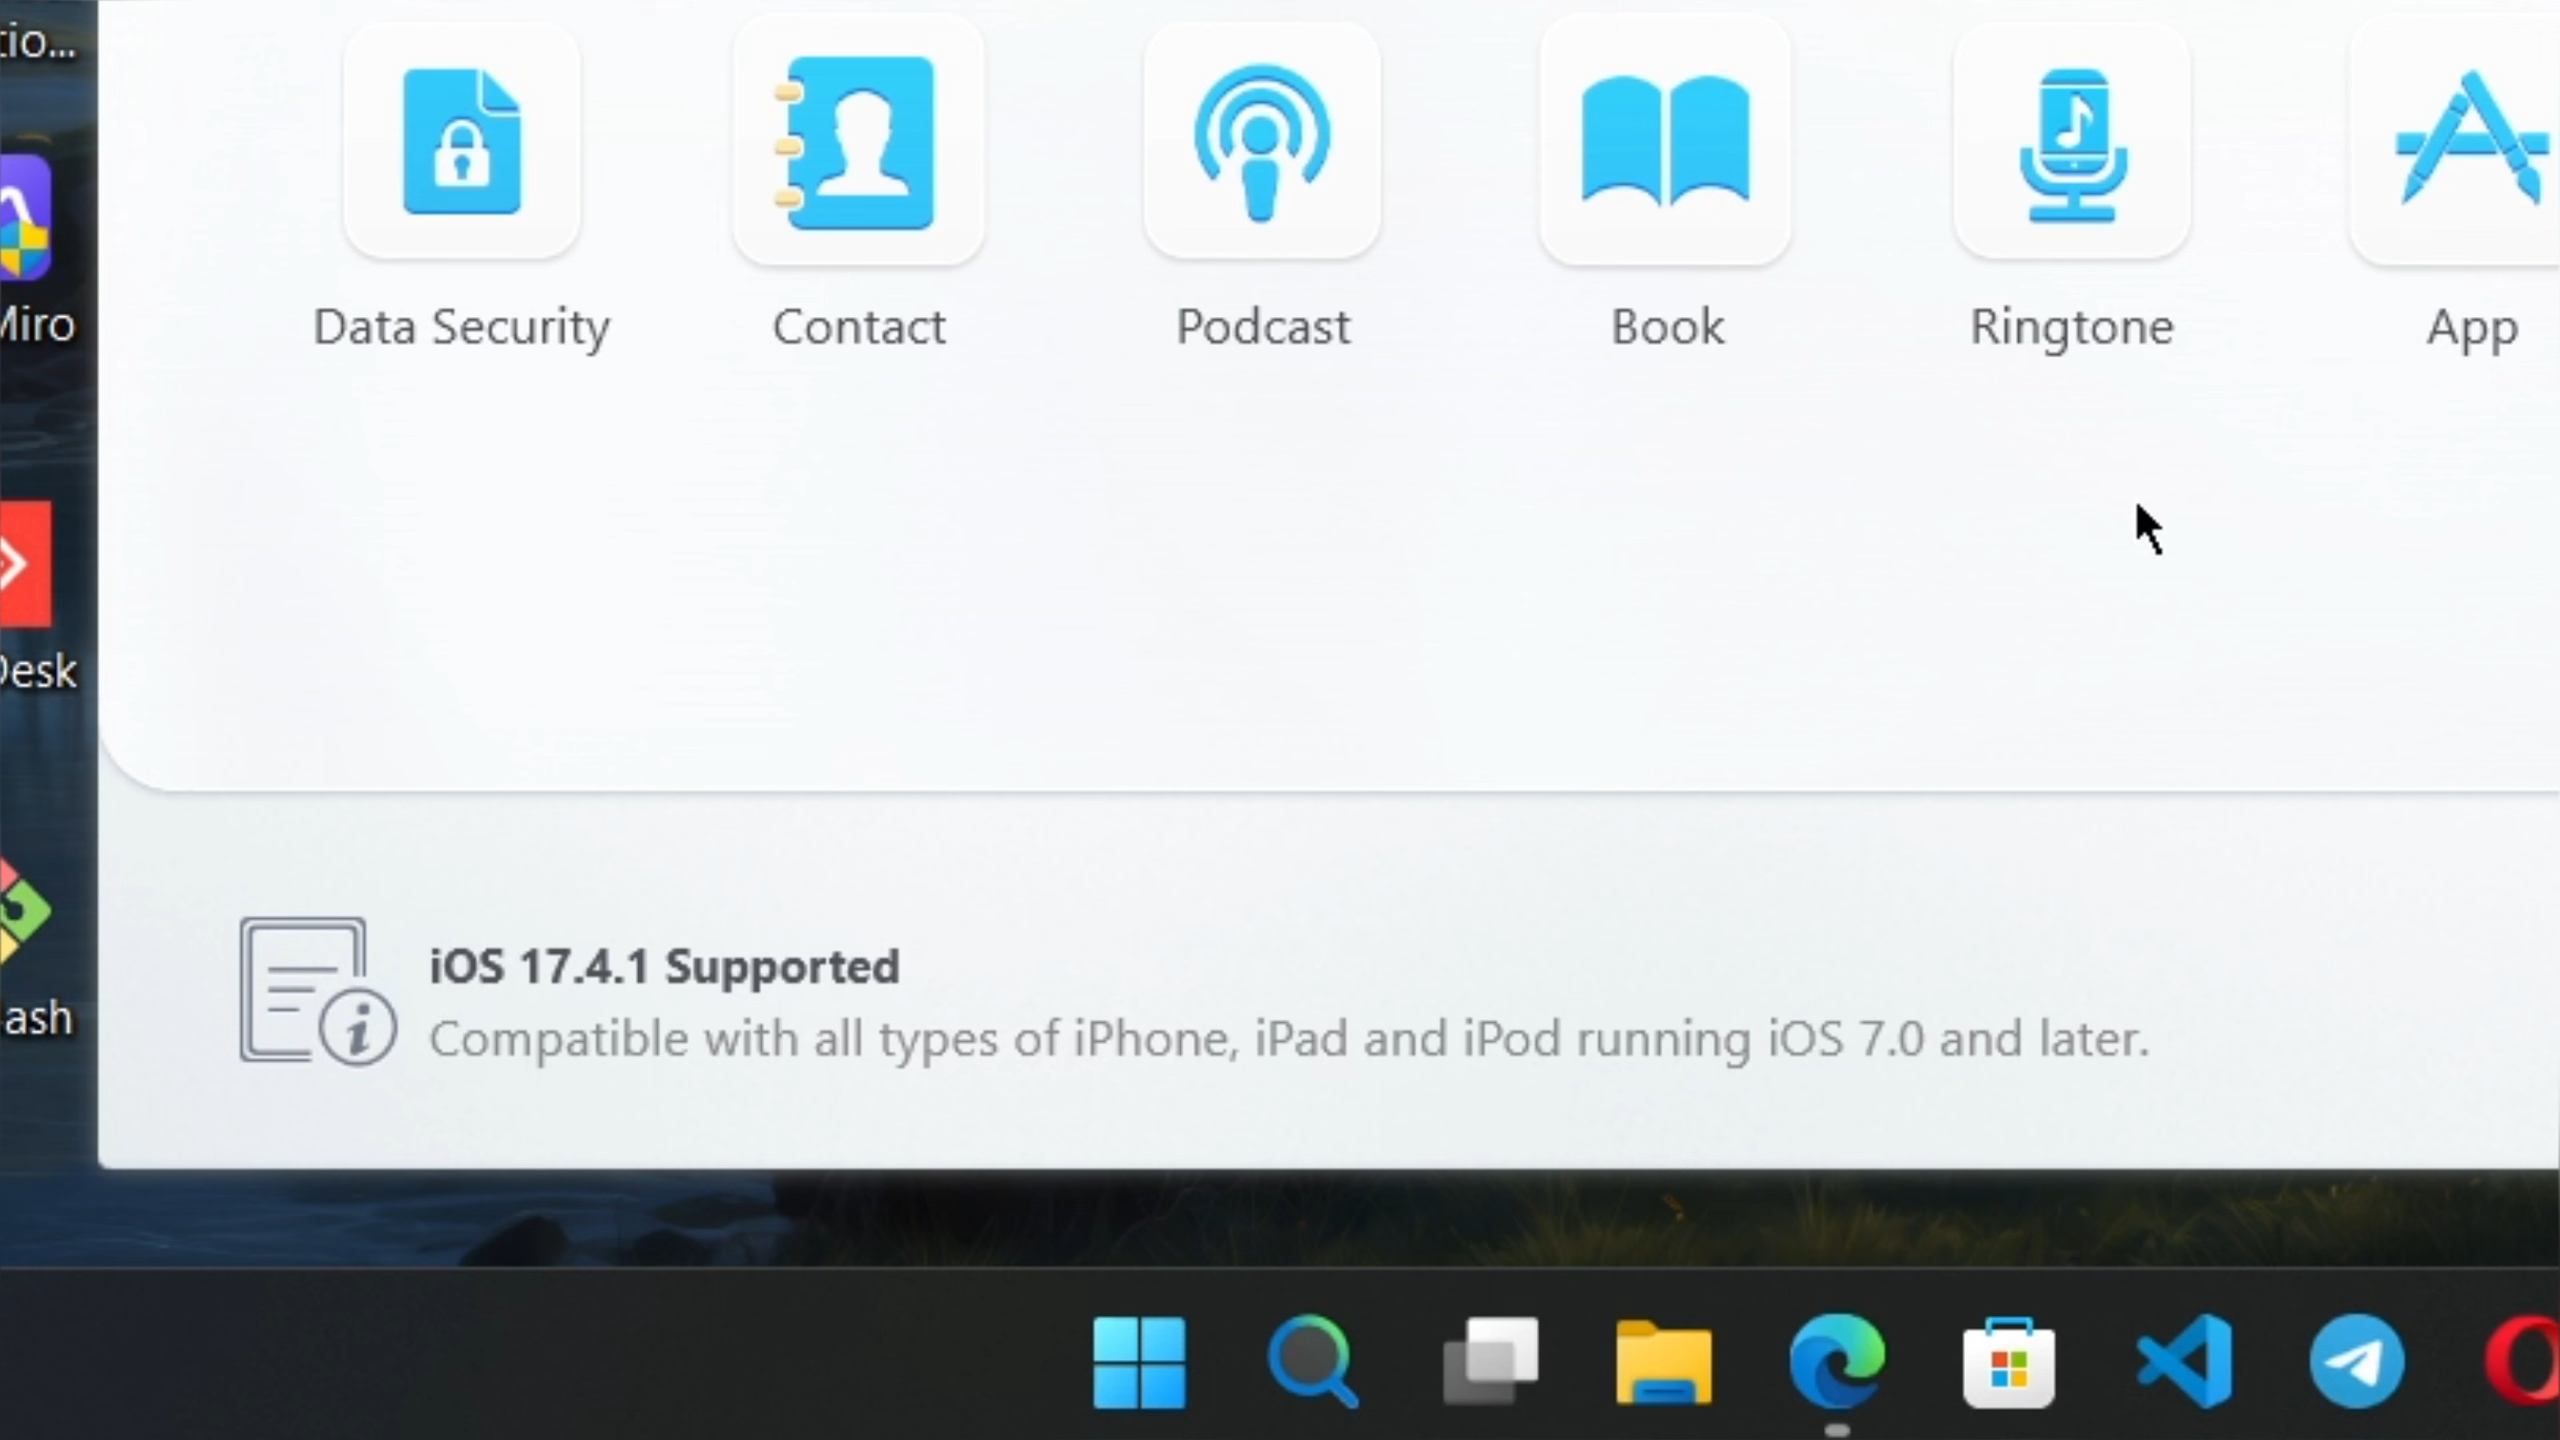 tio...
Data Security
Contact
Podcast
Book
Ringtone
App
Miro
Desk
ash
iOS 17.4.1 Supported
Compatible with all types of iPhone, iPad and iPod running iOS 7.0 and later.